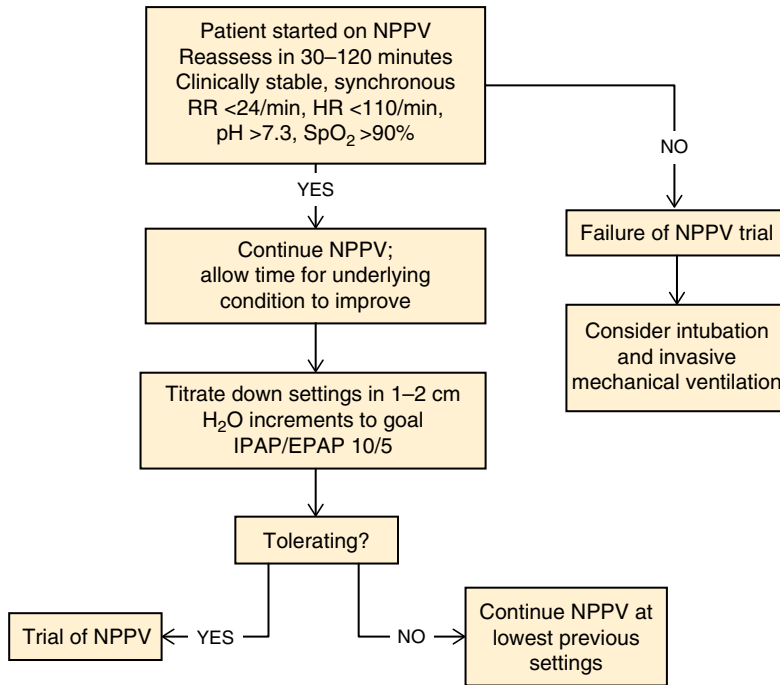 Patient started on NPPV
Reassess in 30–120 minutes
Clinically stable, synchronous
RR <24/min, HR <110/min,
pH >7.3, SpO₂ >90%
NO
YES
Failure of NPPV trial
Continue NPPV;
allow time for underlying
condition to improve
Consider intubation
and invasive
mechanical ventilation
Titrate down settings in 1–2 cm
H₂O increments to goal
IPAP/EPAP 10/5
Tolerating?
Trial of NPPV
YES
NO
Continue NPPV at
lowest previous
settings